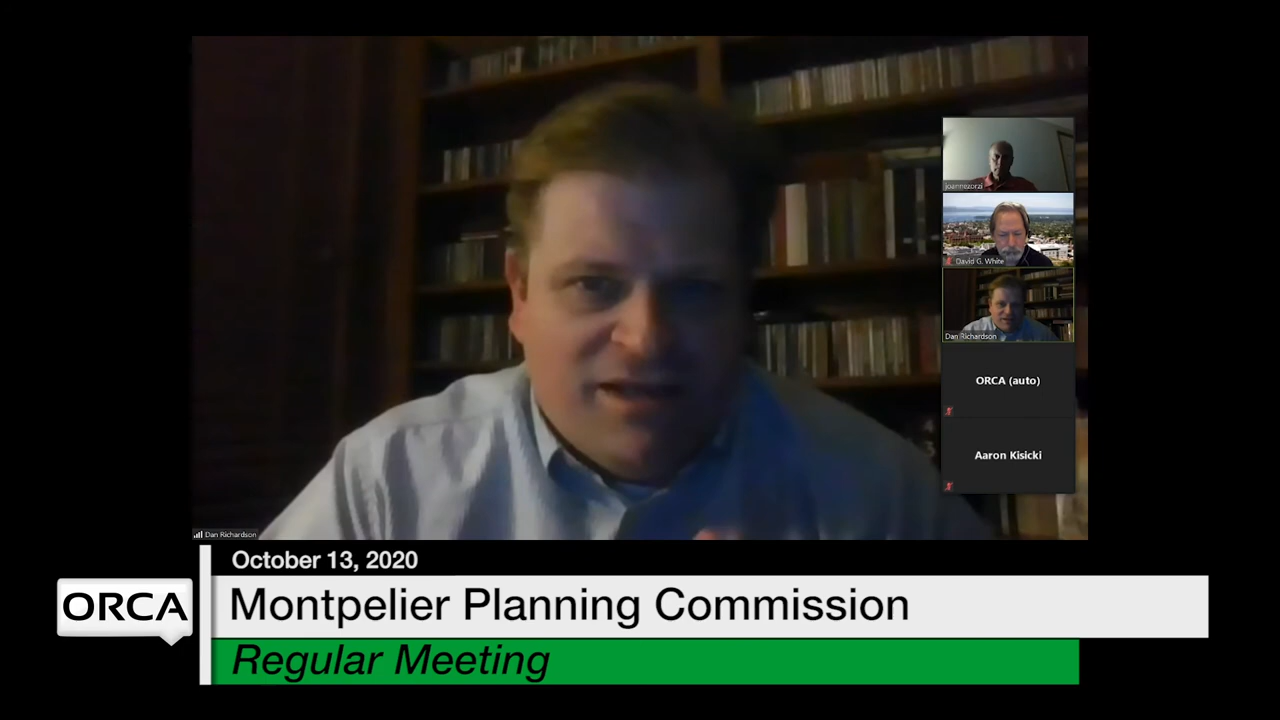 joannezorzi
David G. White
Dan Richardson
ORCA (auto)
Aaron Kisicki
Dan Richardson
October 13, 2020
ORCA
Montpelier Planning Commission
Regular Meeting